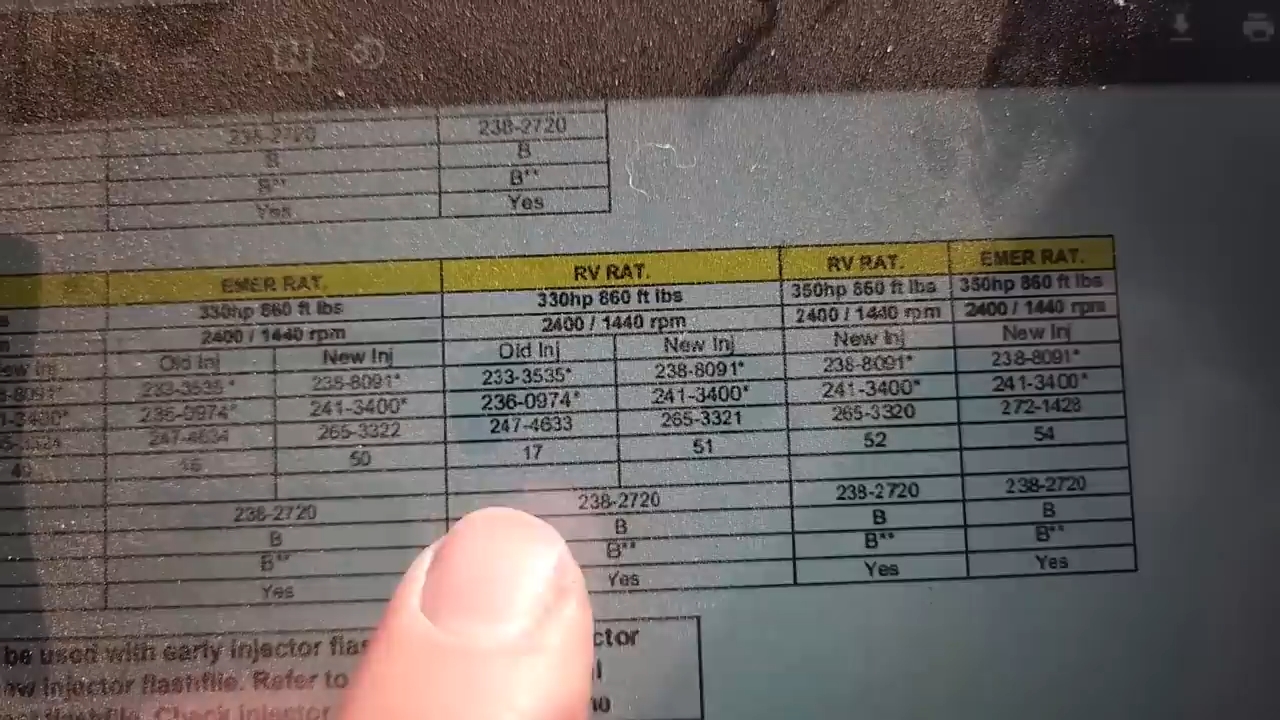 238-2720 238-2720
B B
B** B**
Yes Yes
EMER RAT. RV RAT. RV RAT. EMER RAT.
330hp 860 ft lbs 330hp 860 ft lbs 350hp 860 ft lbs 350hp 860 ft lbs
2400 / 1440 rpm 2400 / 1440 rpm 2400 / 1440 rpm 2400 / 1440 rpm
Old Inj New Inj Old Inj New Inj New Inj New Inj
233-3535* 238-8091* 233-3535* 238-8091* 238-8091* 238-8091*
236-0974* 241-3400* 236-0974* 241-3400* 241-3400* 241-3400*
247-4634 265-3322 247-4633 265-3321 265-3320 272-1428
50 17 51 52 54
238-2720 238-2720 238-2720 238-2720
B B B B
B** B** B** B**
Yes Yes Yes Yes
be used with early injector
injector flashfile. Refer to
Check injector